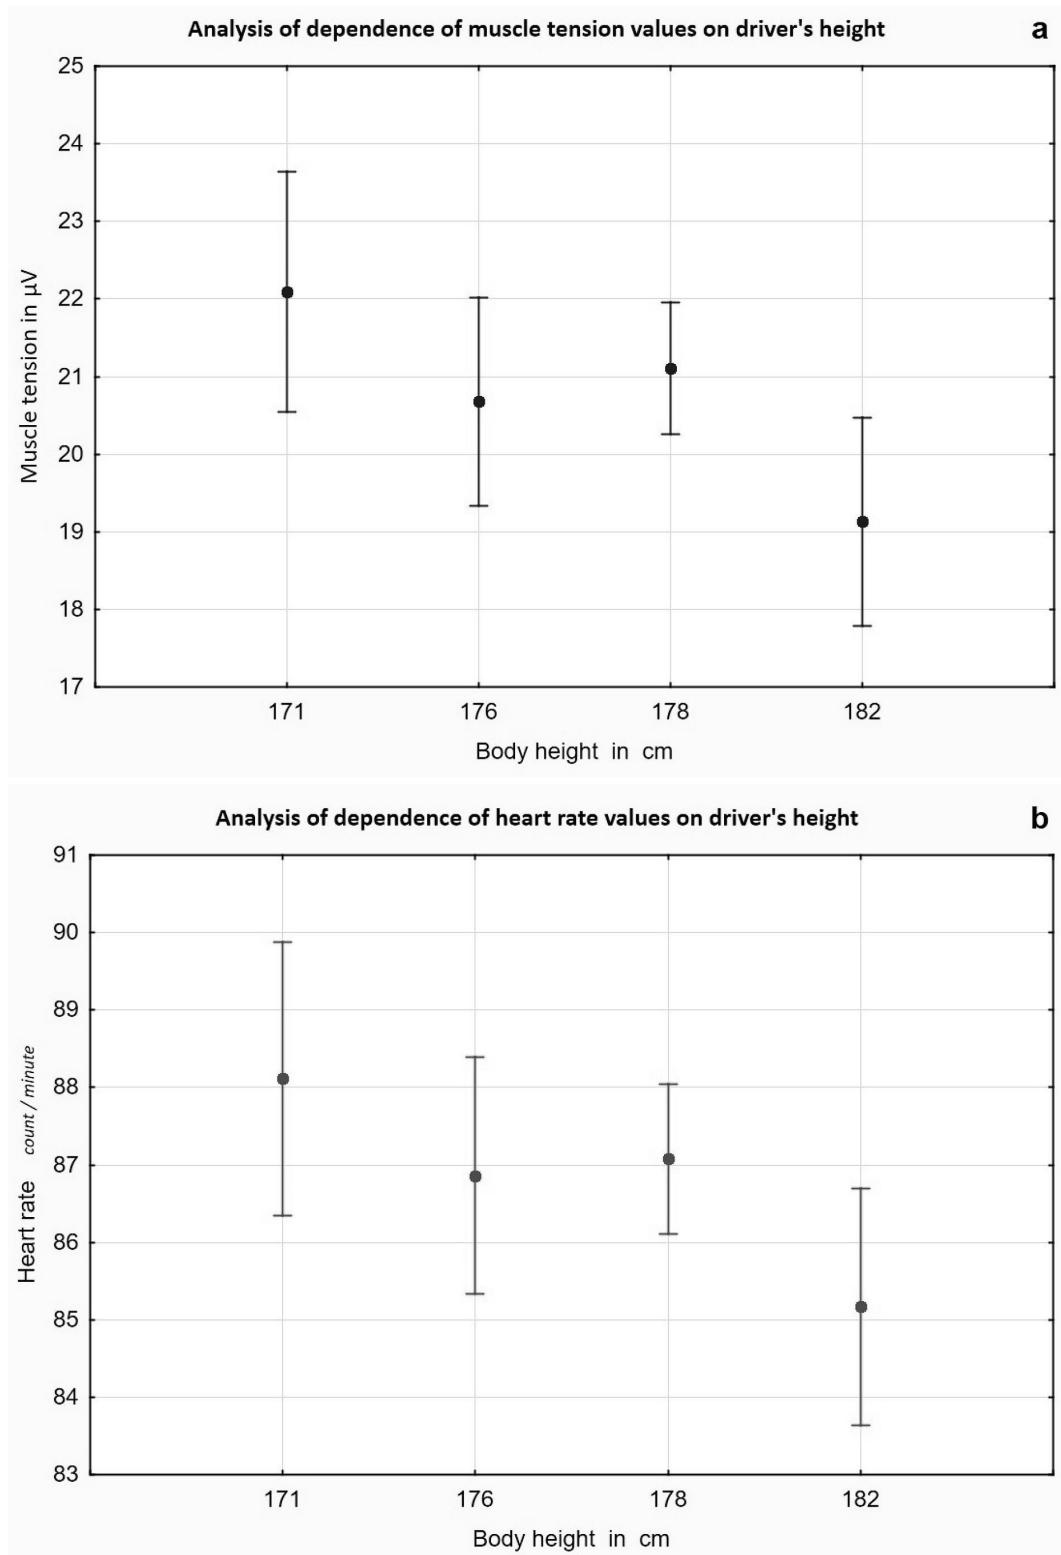 Analysis of dependence of muscle tension values on driver's height
a
25
24
23
22
21
20
19
18
17
Muscle tension in µV
171 176 178 182
Body height in cm
Analysis of dependence of heart rate values on driver's height
b
91
90
89
88
87
86
85
84
83
Heart rate count / minute
171 176 178 182
Body height in cm